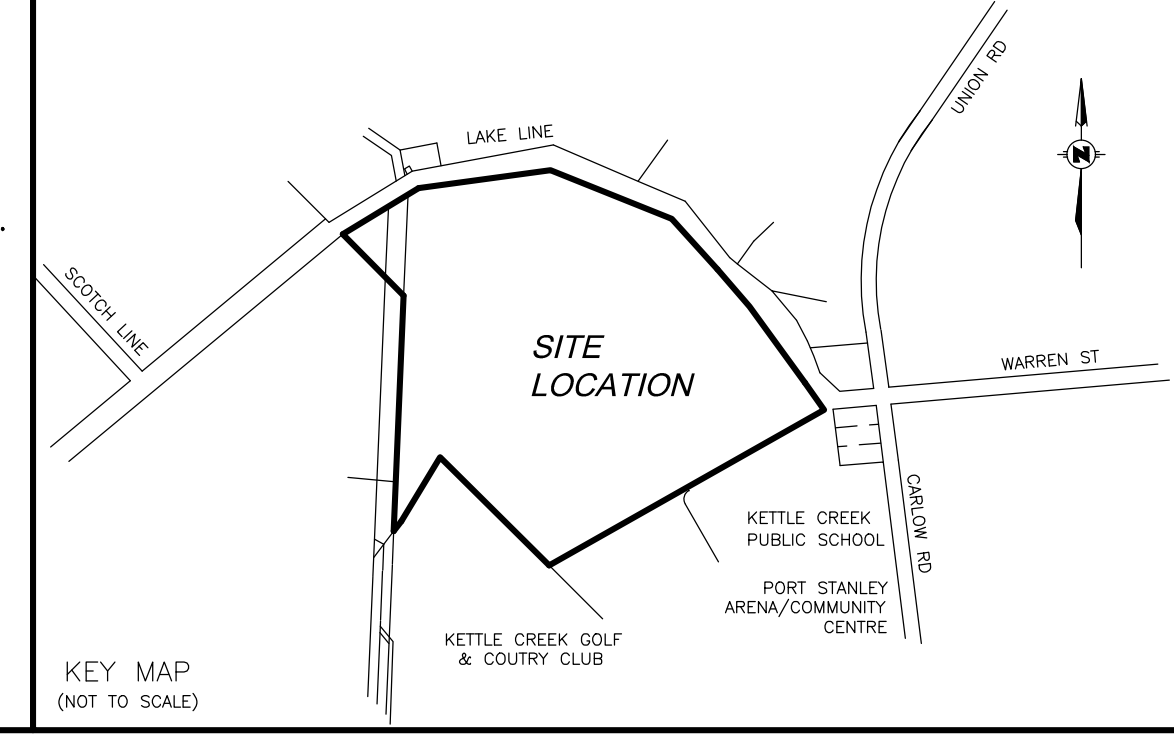 LAKE LINE
UNION RD
SCOTCH LINE
N
SITE
LOCATION
WARREN ST
CARLOW RD
KETTLE CREEK
PUBLIC SCHOOL
PORT STANLEY
ARENA/COMMUNITY
CENTRE
KETTLE CREEK GOLF
& COUTRY CLUB
KEY MAP
(NOT TO SCALE)